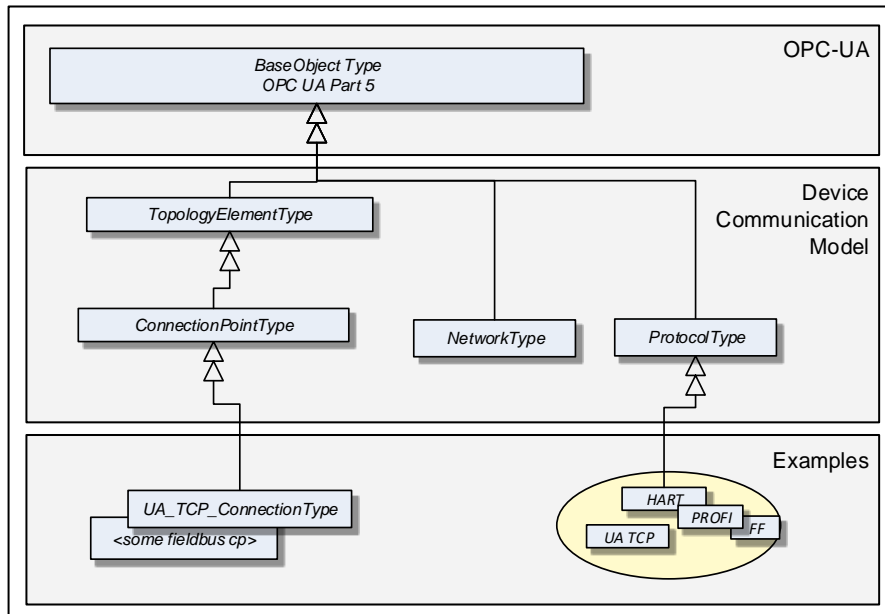 OPC-UA
BaseObject Type
OPC UA Part 5
Device
Communication
Model
TopologyElementType
ConnectionPointType
NetworkType
ProtocolType
Examples
UA_TCP_ConnectionType
<some fieldbus cp>
HART
PROFI
FF
UA TCP